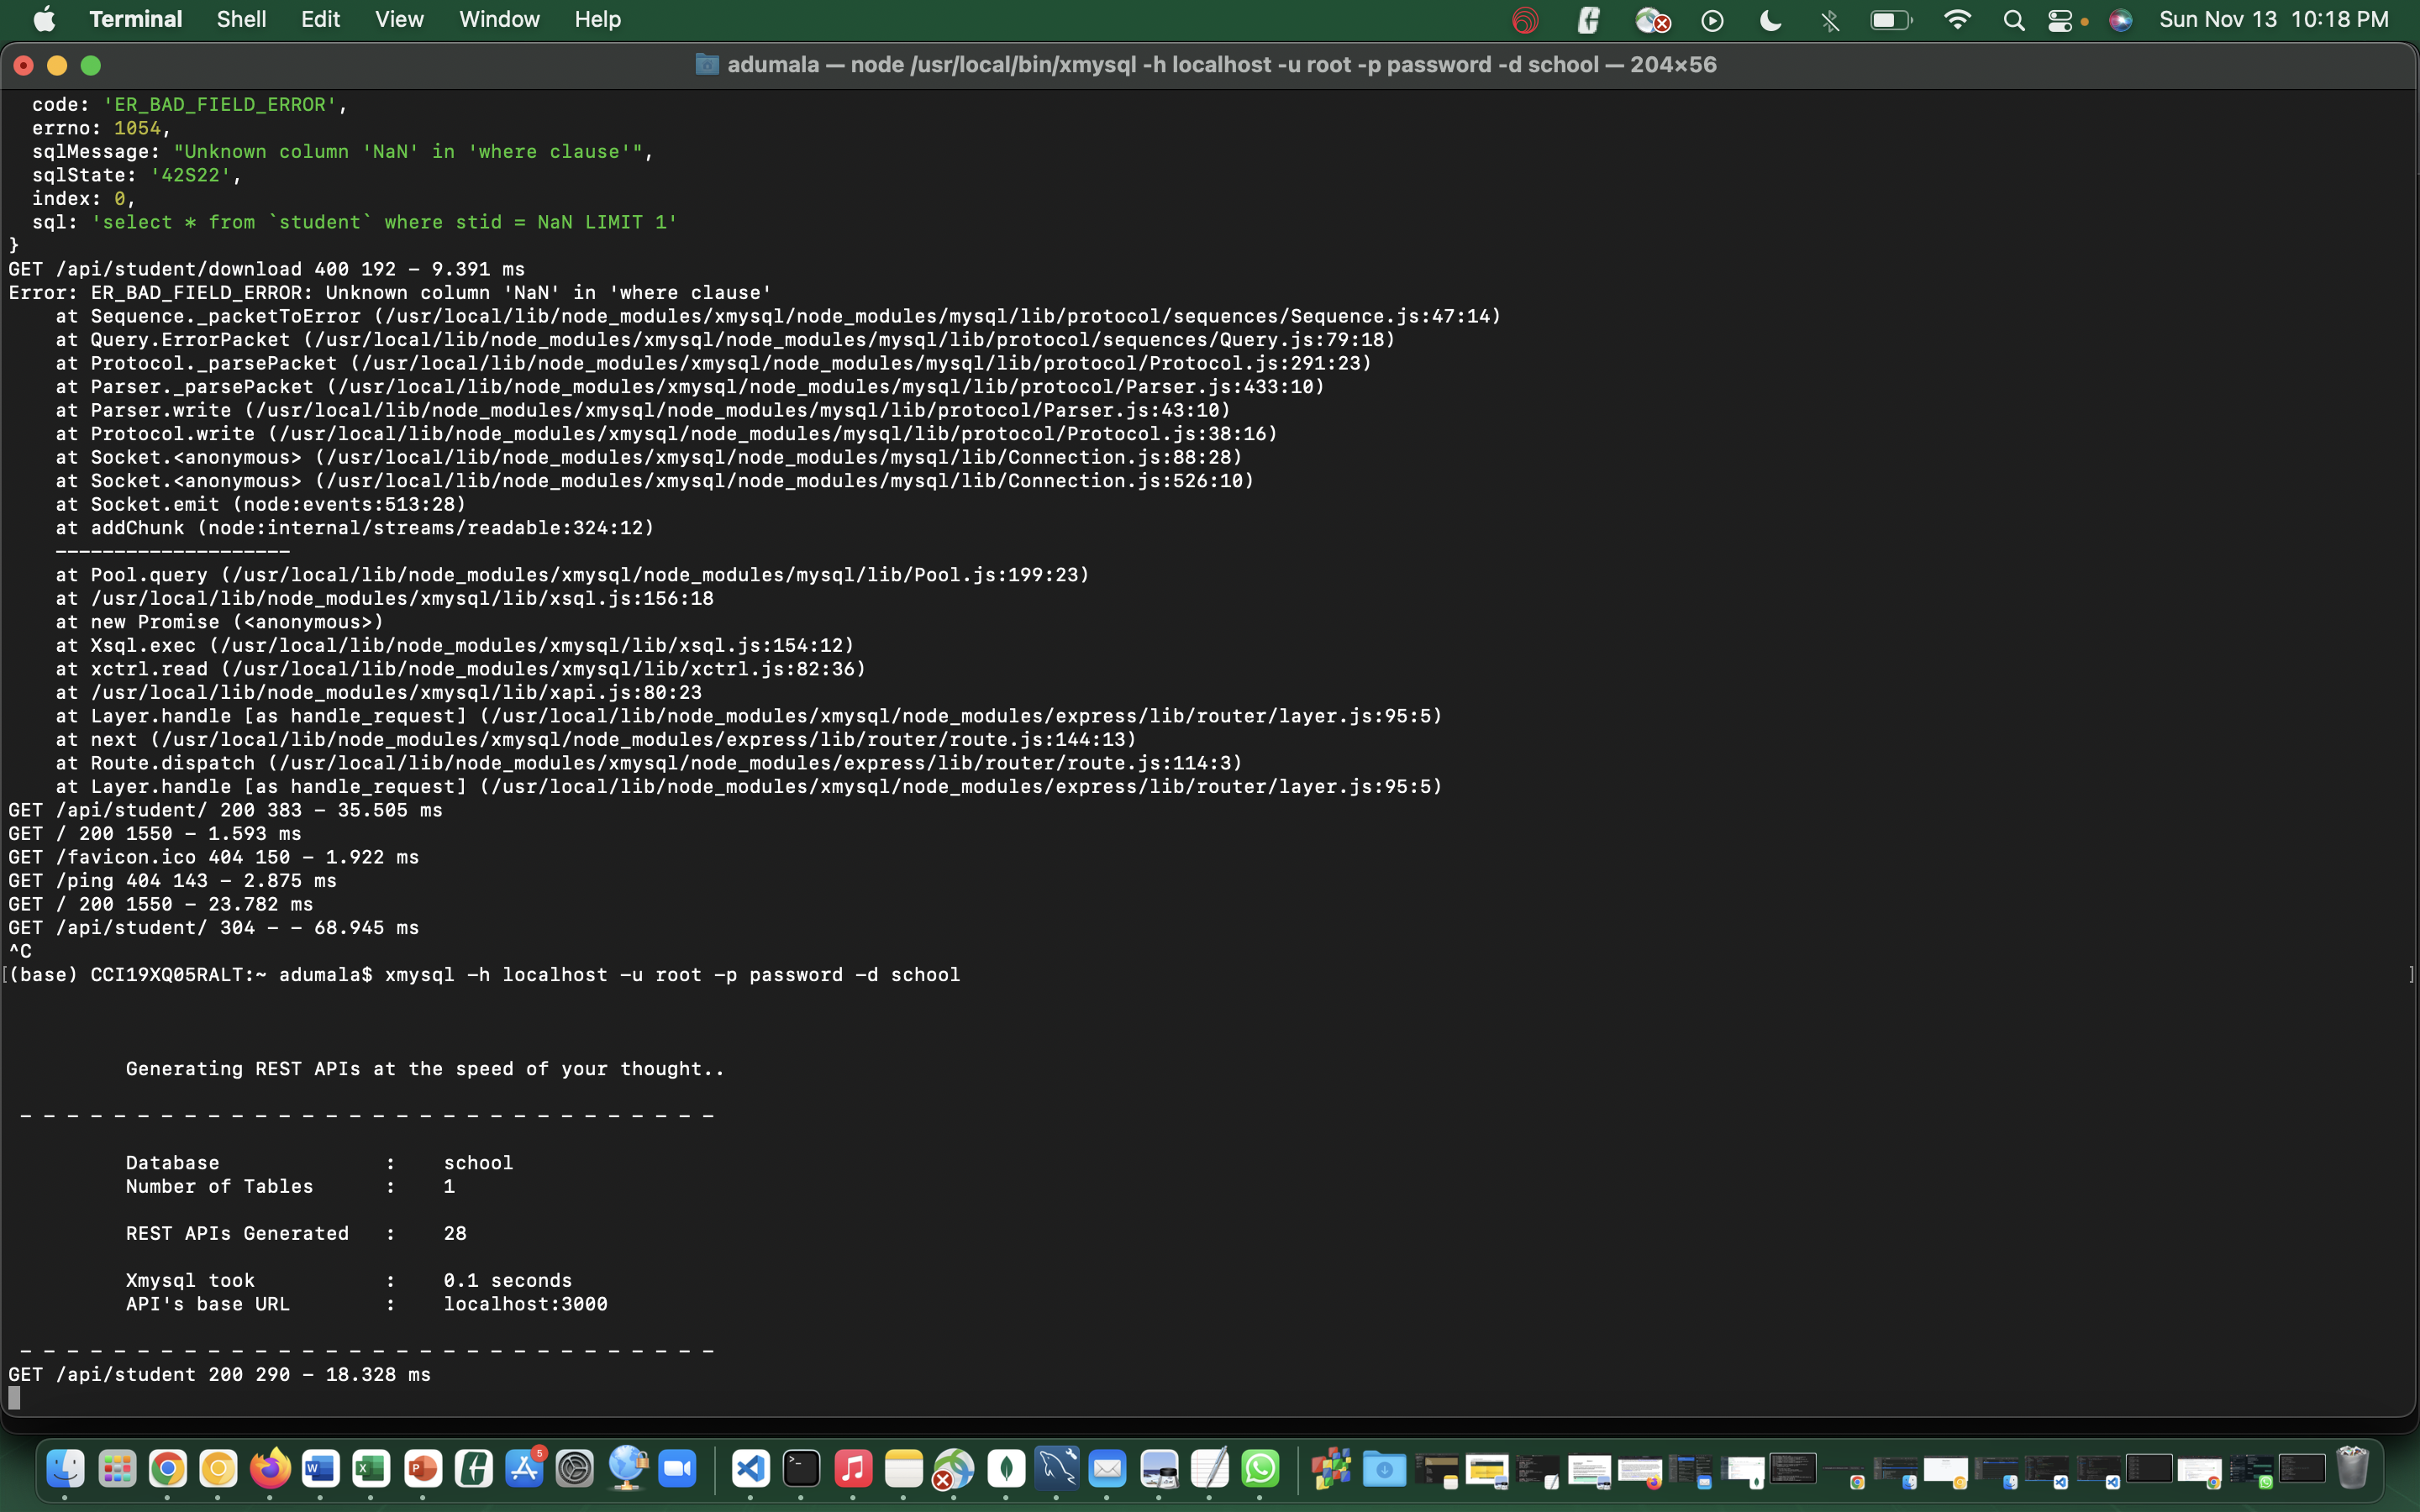 Terminal Shell Edit View Window Help Sun Nov 13 10:18 PM
adumala — node /usr/local/bin/xmysql -h localhost -u root -p password -d school — 204×56
code: 'ER_BAD_FIELD_ERROR',
errno: 1054,
sqlMessage: "Unknown column 'NaN' in 'where clause'",
sqlState: '42S22',
index: 0,
sql: 'select * from `student` where stid = NaN LIMIT 1'
}
GET /api/student/download 400 192 - 9.391 ms
Error: ER_BAD_FIELD_ERROR: Unknown column 'NaN' in 'where clause'
at Sequence._packetToError (/usr/local/lib/node_modules/xmysql/node_modules/mysql/lib/protocol/sequences/Sequence.js:47:14)
at Query.ErrorPacket (/usr/local/lib/node_modules/xmysql/node_modules/mysql/lib/protocol/sequences/Query.js:79:18)
at Protocol._parsePacket (/usr/local/lib/node_modules/xmysql/node_modules/mysql/lib/protocol/Protocol.js:291:23)
at Parser._parsePacket (/usr/local/lib/node_modules/xmysql/node_modules/mysql/lib/protocol/Parser.js:433:10)
at Parser.write (/usr/local/lib/node_modules/xmysql/node_modules/mysql/lib/protocol/Parser.js:43:10)
at Protocol.write (/usr/local/lib/node_modules/xmysql/node_modules/mysql/lib/protocol/Protocol.js:38:16)
at Socket.<anonymous> (/usr/local/lib/node_modules/xmysql/node_modules/mysql/lib/Connection.js:88:28)
at Socket.<anonymous> (/usr/local/lib/node_modules/xmysql/node_modules/mysql/lib/Connection.js:526:10)
at Socket.emit (node:events:513:28)
at addChunk (node:internal/streams/readable:324:12)
--------------------
at Pool.query (/usr/local/lib/node_modules/xmysql/node_modules/mysql/lib/Pool.js:199:23)
at /usr/local/lib/node_modules/xmysql/lib/xsql.js:156:18
at new Promise (<anonymous>)
at Xsql.exec (/usr/local/lib/node_modules/xmysql/lib/xsql.js:154:12)
at xctrl.read (/usr/local/lib/node_modules/xmysql/lib/xctrl.js:82:36)
at /usr/local/lib/node_modules/xmysql/lib/xapi.js:80:23
at Layer.handle [as handle_request] (/usr/local/lib/node_modules/xmysql/node_modules/express/lib/router/layer.js:95:5)
at next (/usr/local/lib/node_modules/xmysql/node_modules/express/lib/router/route.js:144:13)
at Route.dispatch (/usr/local/lib/node_modules/xmysql/node_modules/express/lib/router/route.js:114:3)
at Layer.handle [as handle_request] (/usr/local/lib/node_modules/xmysql/node_modules/express/lib/router/layer.js:95:5)
GET /api/student/ 200 383 - 35.505 ms
GET / 200 1550 - 1.593 ms
GET /favicon.ico 404 150 - 1.922 ms
GET /ping 404 143 - 2.875 ms
GET / 200 1550 - 23.782 ms
GET /api/student/ 304 - - 68.945 ms
^C
[(base) CCI19XQ05RALT:~ adumala$ xmysql -h localhost -u root -p password -d school ]
Generating REST APIs at the speed of your thought..
- - - - - - - - - - - - - - - - - - - - - - - - - - - - - -
Database : school
Number of Tables : 1
REST APIs Generated : 28
Xmysql took : 0.1 seconds
API's base URL : localhost:3000
- - - - - - - - - - - - - - - - - - - - - - - - - - - - - -
GET /api/student 200 290 - 18.328 ms
5